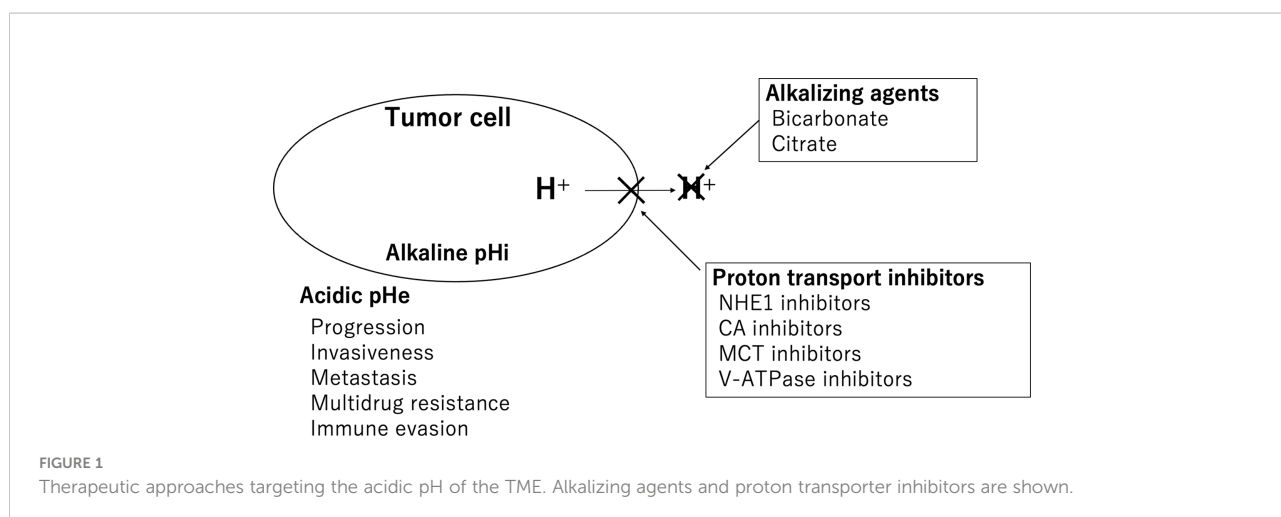 Tumor cell
H⁺
H⁺
Alkaline pHi
Acidic pHe
Progression
Invasiveness
Metastasis
Multidrug resistance
Immune evasion
Alkalizing agents
Bicarbonate
Citrate
Proton transport inhibitors
NHE1 inhibitors
CA inhibitors
MCT inhibitors
V-ATPase inhibitors
FIGURE 1
Therapeutic approaches targeting the acidic pH of the TME. Alkalizing agents and proton transporter inhibitors are shown.